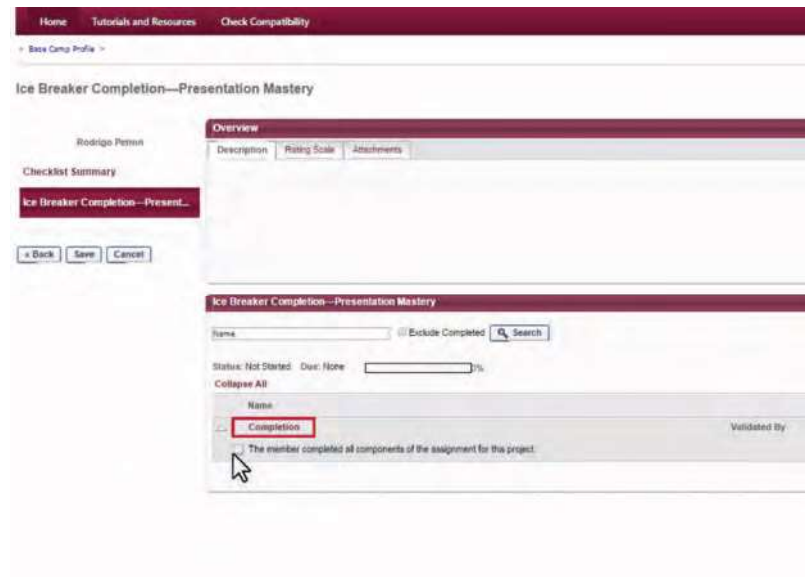 Home Tutorials and Resources Check Compatibility
Base Camp Profile >
Ice Breaker Completion—Presentation Mastery
Rodrigo
Checklist Summary
Ice Breaker Completion—Present...
« Back Save Cancel
Overview
Description Rating Scale Attachments
Ice Breaker Completion—Presentation Mastery
Name
Exclude Completed Search
Status: Not Started Due: None 0%
Collapse All
Name
Completion Validated By
The member completed all components of the assignment for this project.